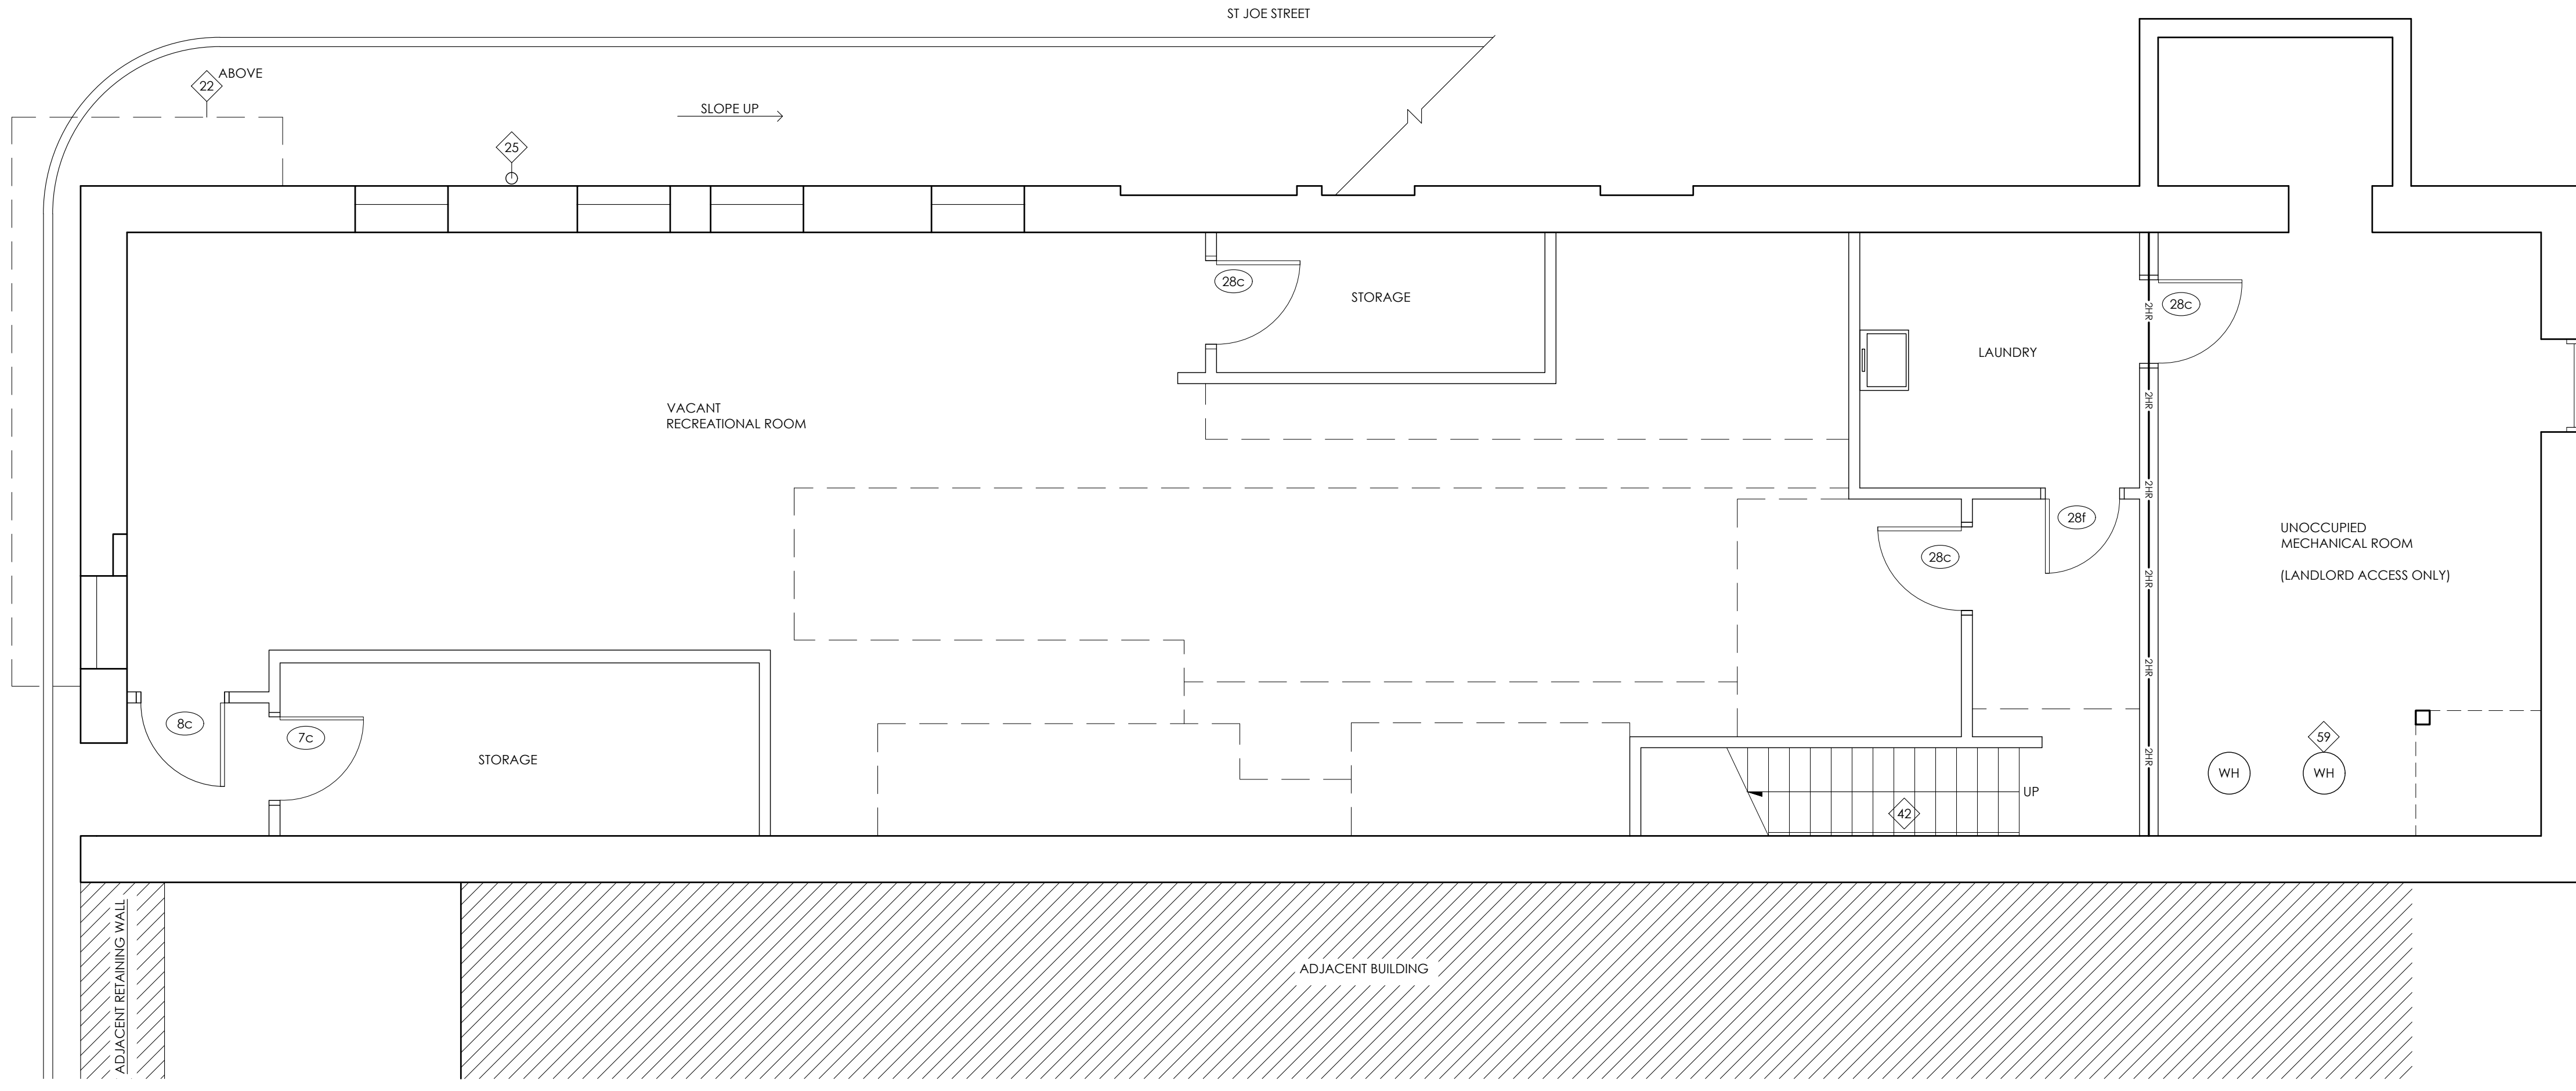 ST JOE STREET
22
ABOVE
SLOPE UP
25
28c
STORAGE
28c
2HR
LAUNDRY
2HR
VACANT
RECREATIONAL ROOM
2HR
28f
28c
UNOCCUPIED
MECHANICAL ROOM
(LANDLORD ACCESS ONLY)
2HR
2HR
8c
7c
STORAGE
2HR
59
WH
WH
UP
42
ADJACENT RETAINING WALL
ADJACENT BUILDING